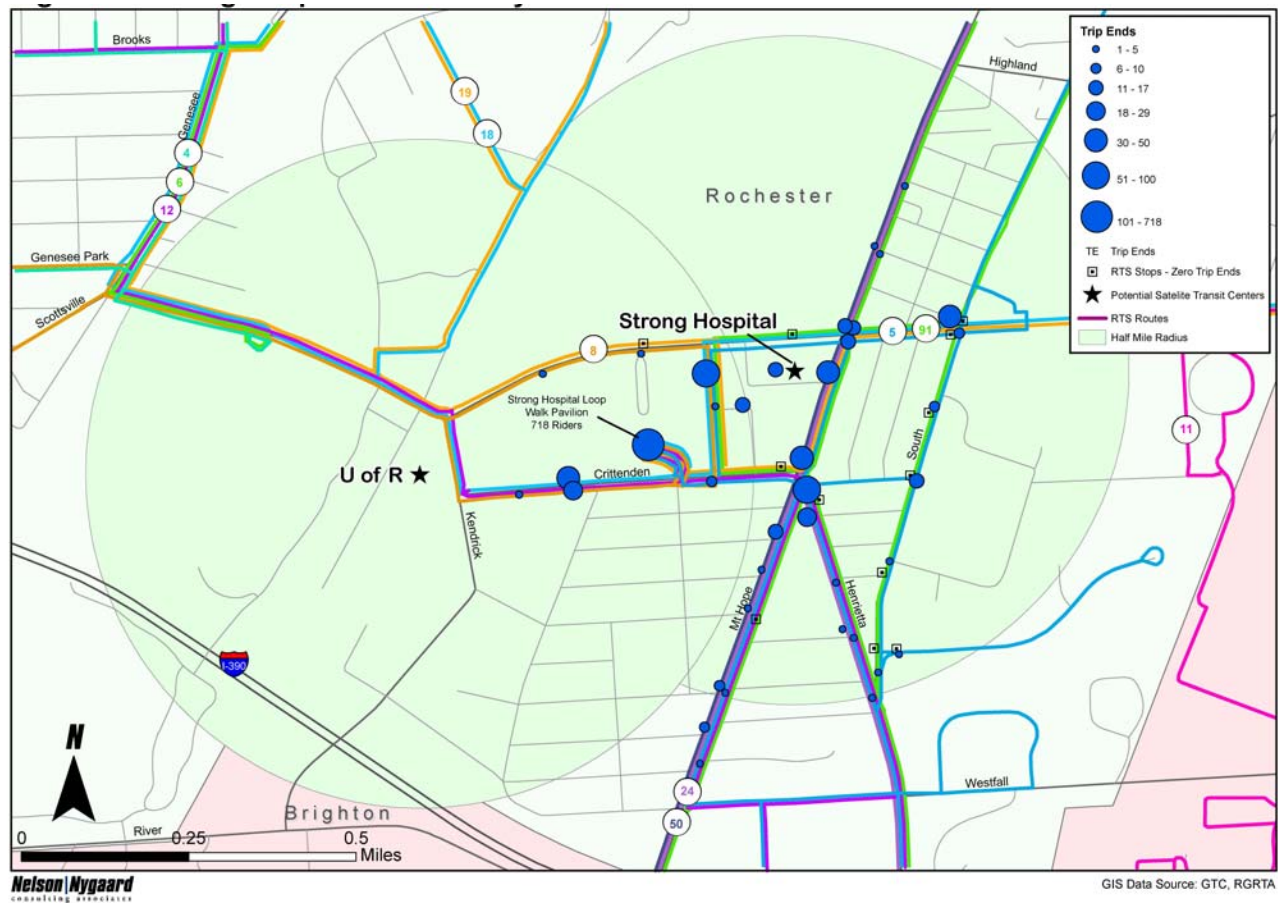 Brooks
Genesee
4
6
12
Genesee Park
Scottsville
19
18
Rochester
Highland
Trip Ends
1 - 5
6 - 10
11 - 17
18 - 29
30 - 50
51 - 100
101 - 718
TE Trip Ends
RTS Stops - Zero Trip Ends
Potential Satelite Transit Centers
RTS Routes
Half Mile Radius
Strong Hospital
8
5
91
Strong Hospital Loop
Walk Pavilion
718 Riders
U of R
Crittenden
Kendrick
South
11
Mt Hope
Henrietta
I-390
N
24
50
Westfall
Brighton
River
0 0.25 0.5
Miles
Nelson|Nygaard
consulting associates
GIS Data Source: GTC, RGRTA